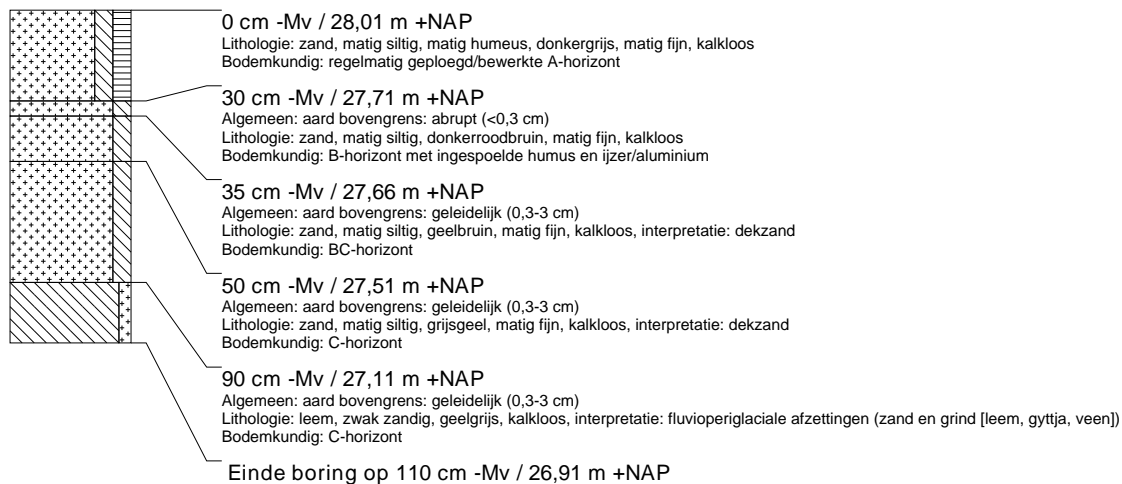 0 cm -Mv / 28,01 m +NAP
Lithologie: zand, matig siltig, matig humeus, donkergrijs, matig fijn, kalkloos
Bodemkundig: regelmatig geploegd/bewerkte A-horizont
30 cm -Mv / 27,71 m +NAP
Algemeen: aard bovengrens: abrupt (<0,3 cm)
Lithologie: zand, matig siltig, donkerroodbruin, matig fijn, kalkloos
Bodemkundig: B-horizont met ingespoelde humus en ijzer/aluminium
35 cm -Mv / 27,66 m +NAP
Algemeen: aard bovengrens: geleidelijk (0,3-3 cm)
Lithologie: zand, matig siltig, geelbruin, matig fijn, kalkloos, interpretatie: dekzand
Bodemkundig: BC-horizont
50 cm -Mv / 27,51 m +NAP
Algemeen: aard bovengrens: geleidelijk (0,3-3 cm)
Lithologie: zand, matig siltig, grijsgeel, matig fijn, kalkloos, interpretatie: dekzand
Bodemkundig: C-horizont
90 cm -Mv / 27,11 m +NAP
Algemeen: aard bovengrens: geleidelijk (0,3-3 cm)
Lithologie: leem, zwak zandig, geelgrijs, kalkloos, interpretatie: fluvioperiglaciale afzettingen (zand en grind [leem, gyttja, veen])
Bodemkundig: C-horizont
Einde boring op 110 cm -Mv / 26,91 m +NAP